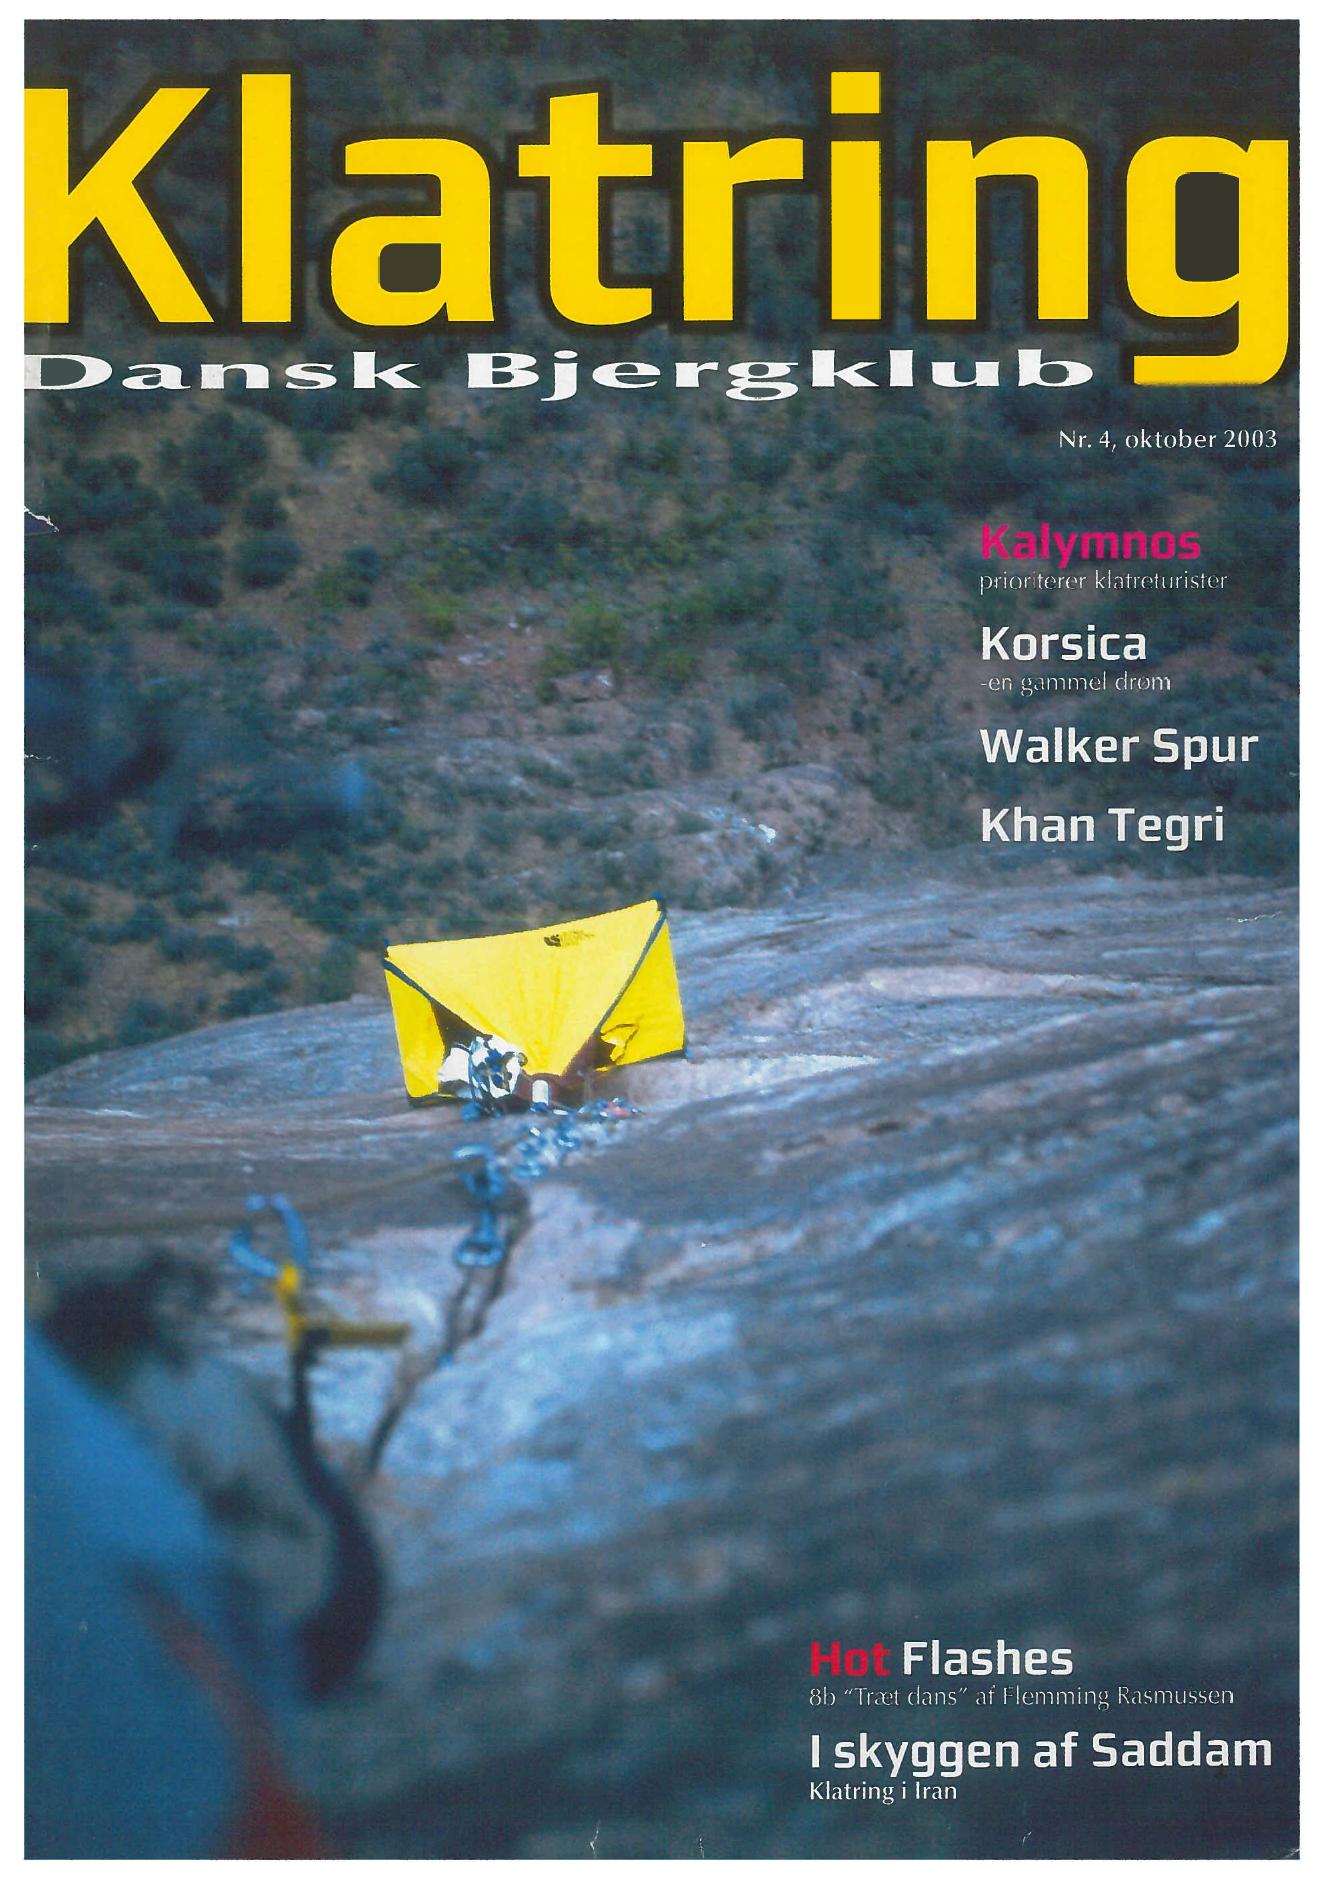 Klatring
Dansk Bjergklub
Nr. 4, oktober 2003
Kalymnos
prioriterer klatreturister
Korsica
-en gammel drøm
Walker Spur
Khan Tegri
Hot Flashes
8b "Træt dans" af Flemming Rasmussen
I skyggen af Saddam
Klatring i Iran